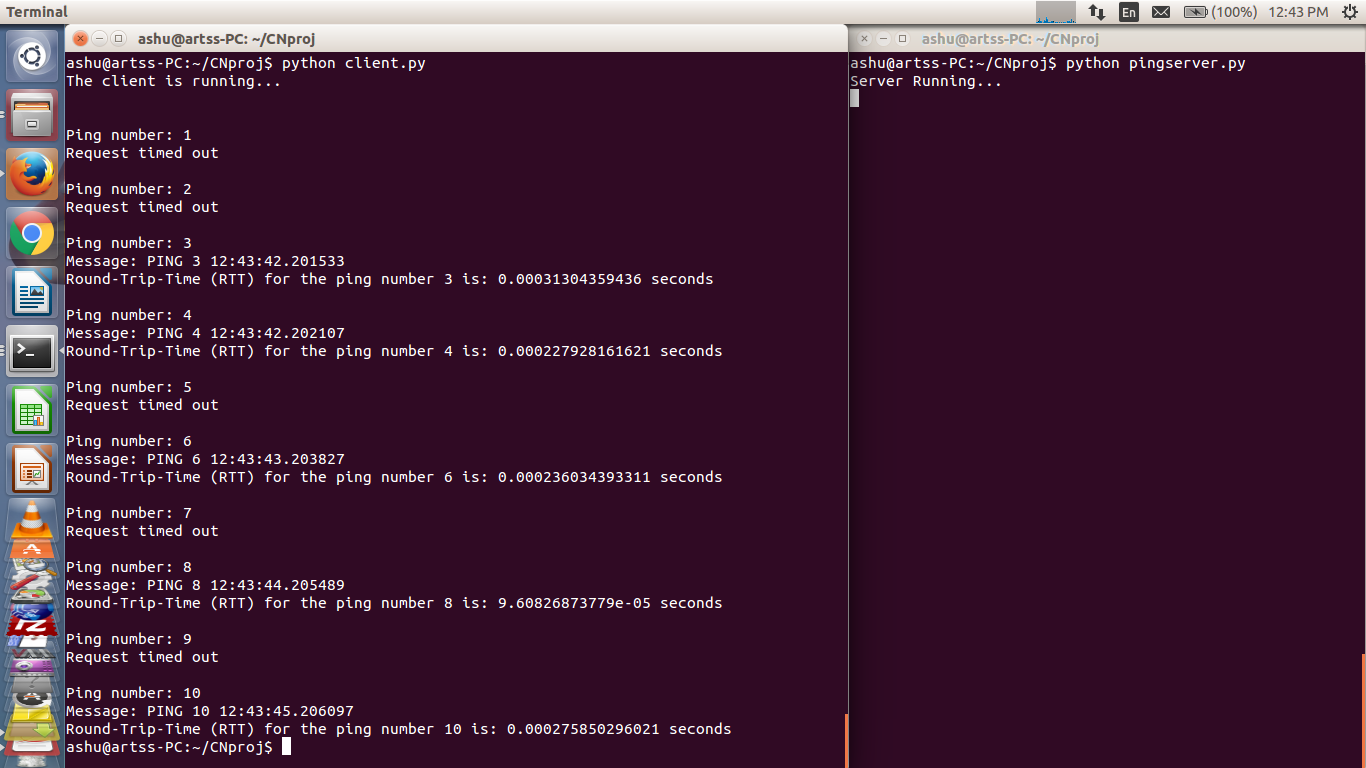 Terminal
En
(100%)
12:43 PM
ashu@artss-PC: ~/CNproj
ashu@artss-PC:~/CNproj$ python client.py
The client is running...
Ping number: 1
Request timed out
Ping number: 2
Request timed out
Ping number: 3
Message: PING 3 12:43:42.201533
Round-Trip-Time (RTT) for the ping number 3 is: 0.00031304359436 seconds
Ping number: 4
Message: PING 4 12:43:42.202107
Round-Trip-Time (RTT) for the ping number 4 is: 0.000227928161621 seconds
Ping number: 5
Request timed out
Ping number: 6
Message: PING 6 12:43:43.203827
Round-Trip-Time (RTT) for the ping number 6 is: 0.000236034393311 seconds
Ping number: 7
Request timed out
Ping number: 8
Message: PING 8 12:43:44.205489
Round-Trip-Time (RTT) for the ping number 8 is: 9.60826873779e-05 seconds
Ping number: 9
Request timed out
Ping number: 10
Message: PING 10 12:43:45.206097
Round-Trip-Time (RTT) for the ping number 10 is: 0.000275850296021 seconds
ashu@artss-PC:~/CNproj$
ashu@artss-PC: ~/CNproj
ashu@artss-PC:~/CNproj$ python pingserver.py
Server Running...